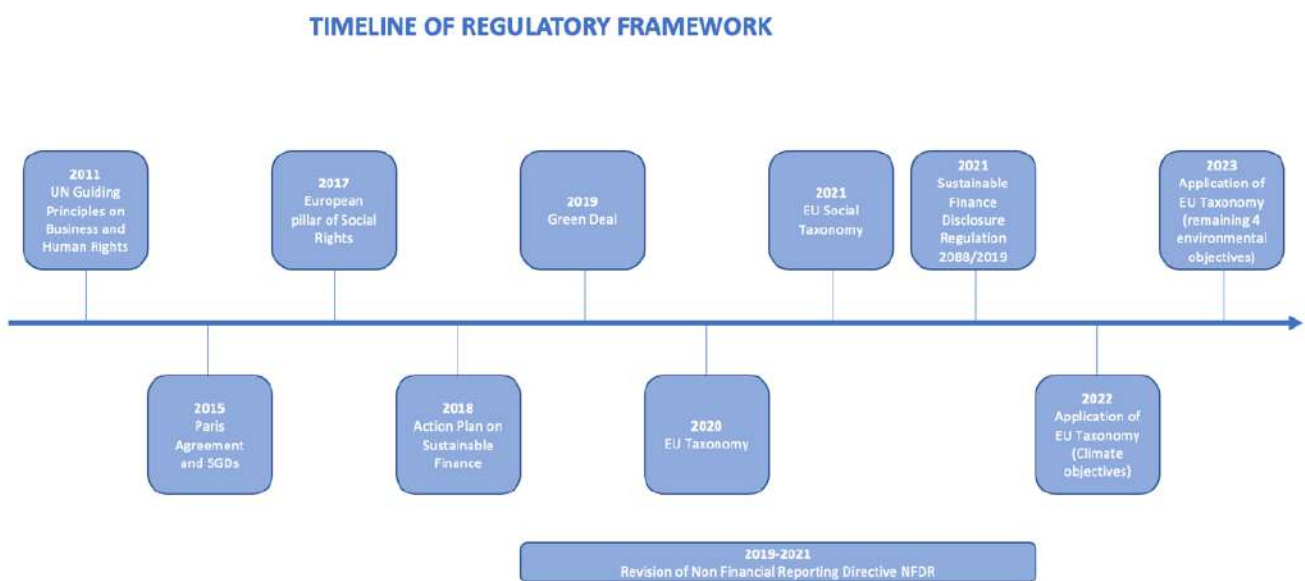 TIMELINE OF REGULATORY FRAMEWORK
2011
UN Guiding
Principles on
Business and
Human Rights
2017
European
pillar of Social
Rights
2019
Green Deal
2021
EU Social
Taxonomy
2021
Sustainable
Finance
Disclosure
Regulation
2088/2019
2023
Application of
EU Taxonomy
(remaining 4
environmental
objectives)
2015
Paris
Agreement
and SGDs
2018
Action Plan on
Sustainable
Finance
2020
EU Taxonomy
2022
Application of
EU Taxonomy
(Climate
objectives)
2019-2021
Revision of Non Financial Reporting Directive NFDR